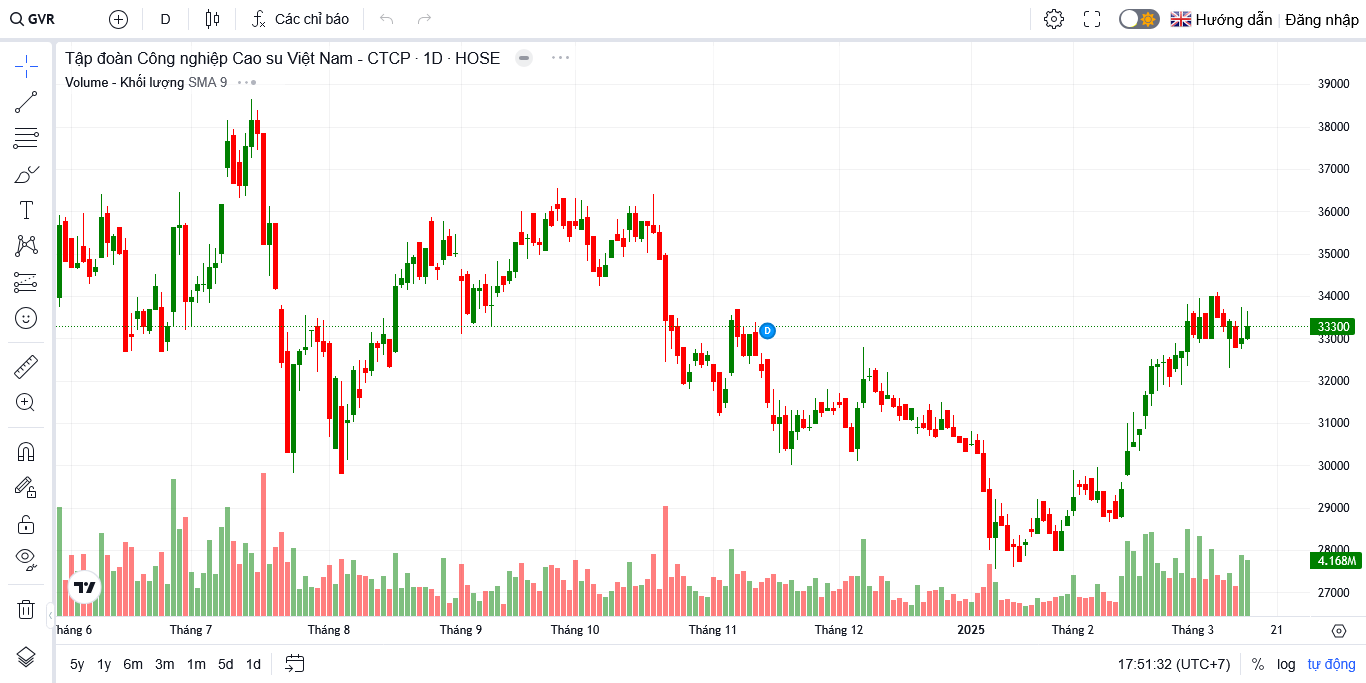 GVR D Các chỉ báo Hướng dẫn Đăng nhập
Tập đoàn Công nghiệp Cao su Việt Nam - CTCP · 1D · HOSE
Volume - Khối lượng SMA 9
39000
38000
37000
36000
35000
34000
33300
33000
32000
31000
30000
29000
28000
4.168M
27000
D
háng 6 Tháng 7 Tháng 8 Tháng 9 Tháng 10 Tháng 11 Tháng 12 2025 Tháng 2 Tháng 3 21
5y 1y 6m 3m 1m 5d 1d 17:51:32 (UTC+7) % log tự động